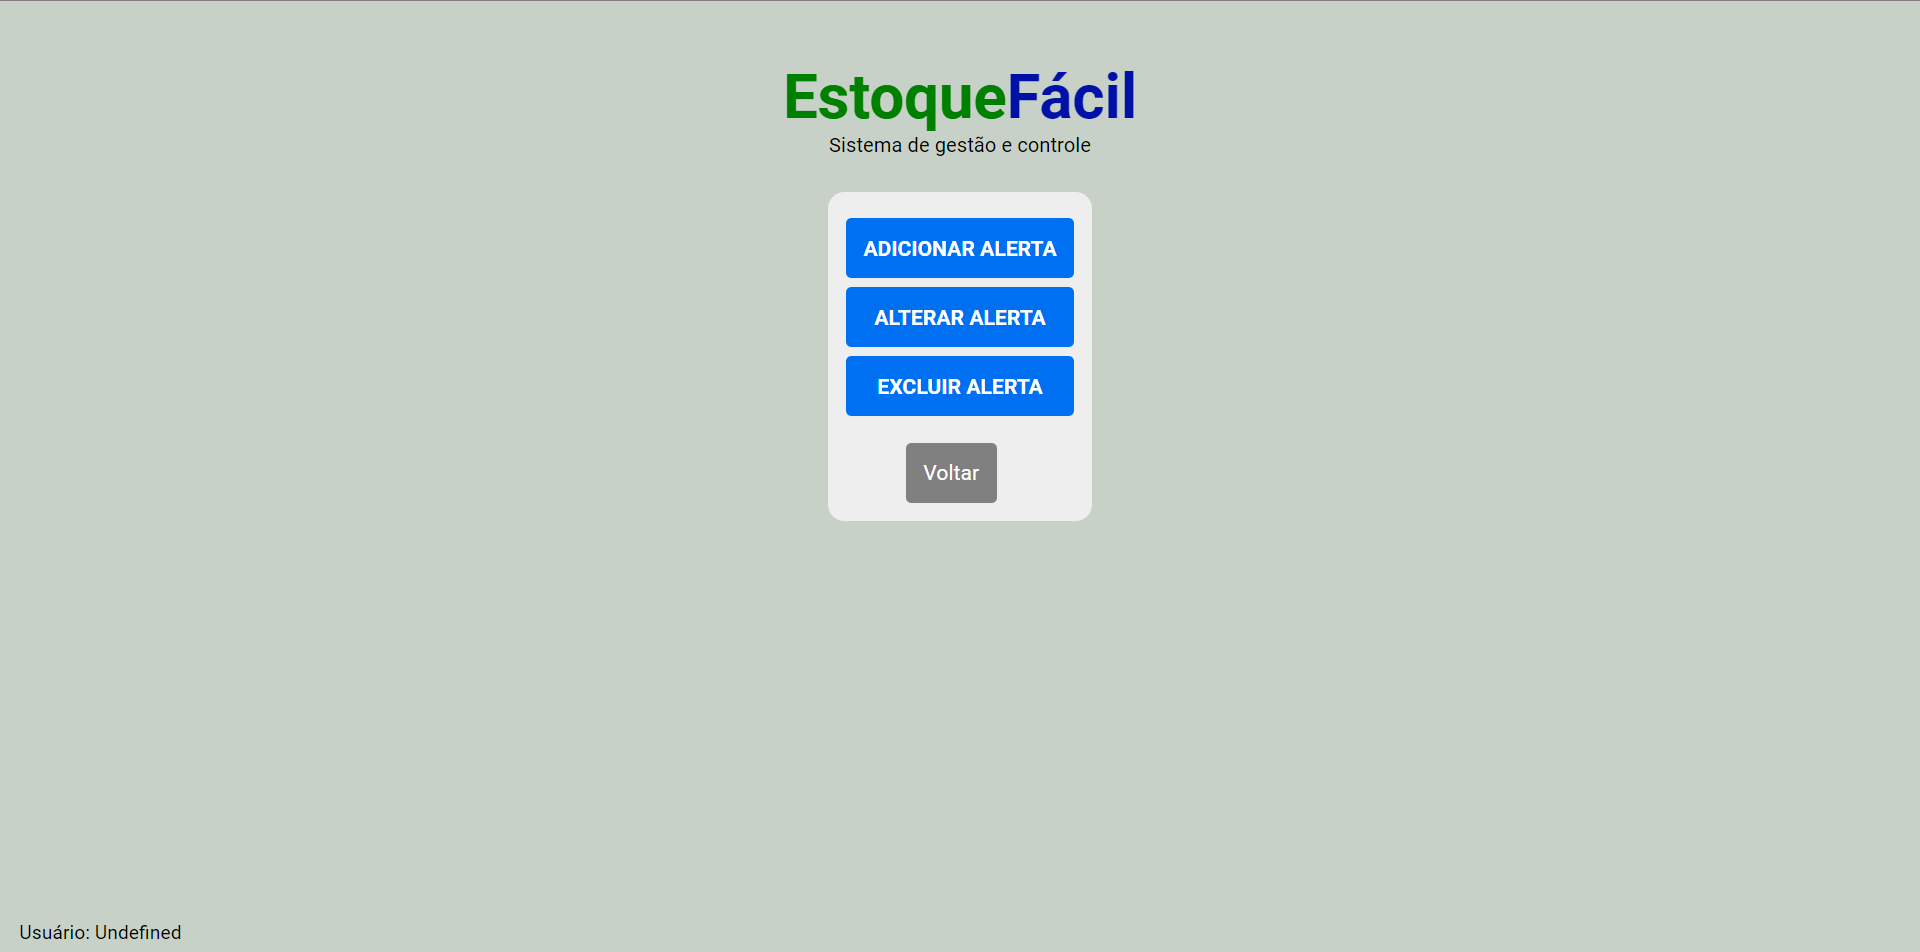 EstoqueFácil
Sistema de gestão e controle
ADICIONAR ALERTA
ALTERAR ALERTA
EXCLUIR ALERTA
Voltar
Usuário: Undefined